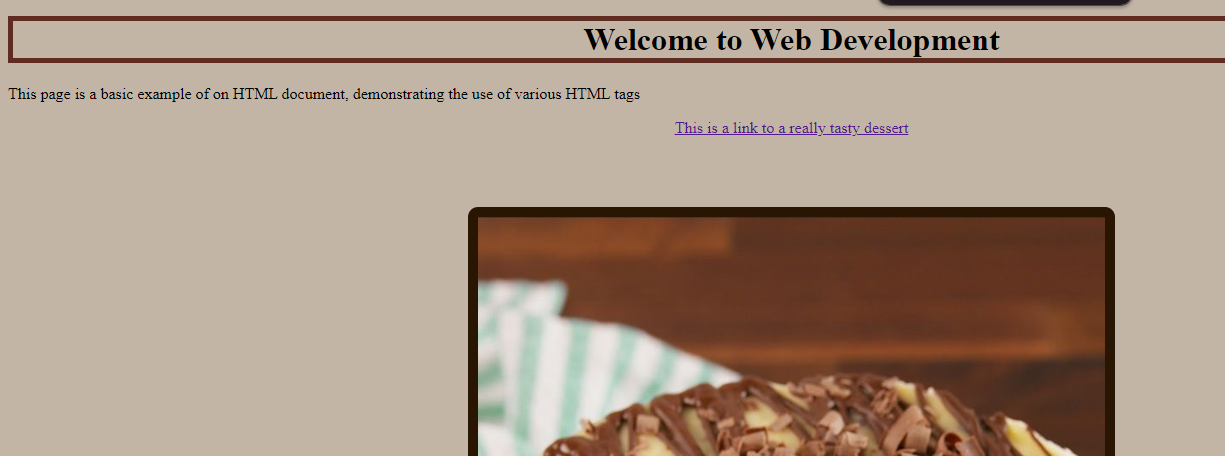 Welcome to Web Development
This page is a basic example of on HTML document, demonstrating the use of various HTML tags
This is a link to a really tasty dessert